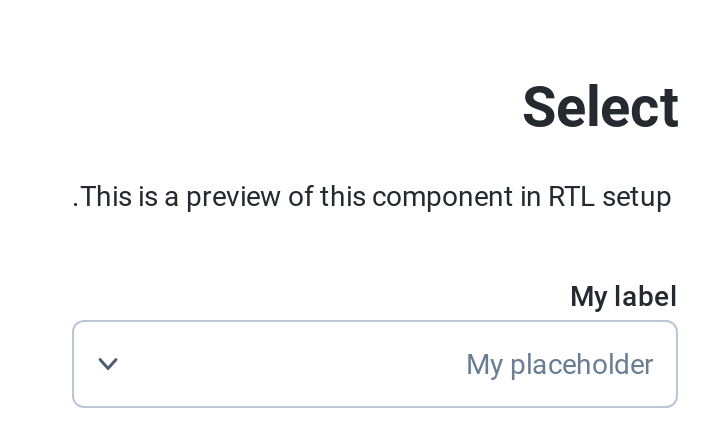 Select
.This is a preview of this component in RTL setup
My label
My placeholder